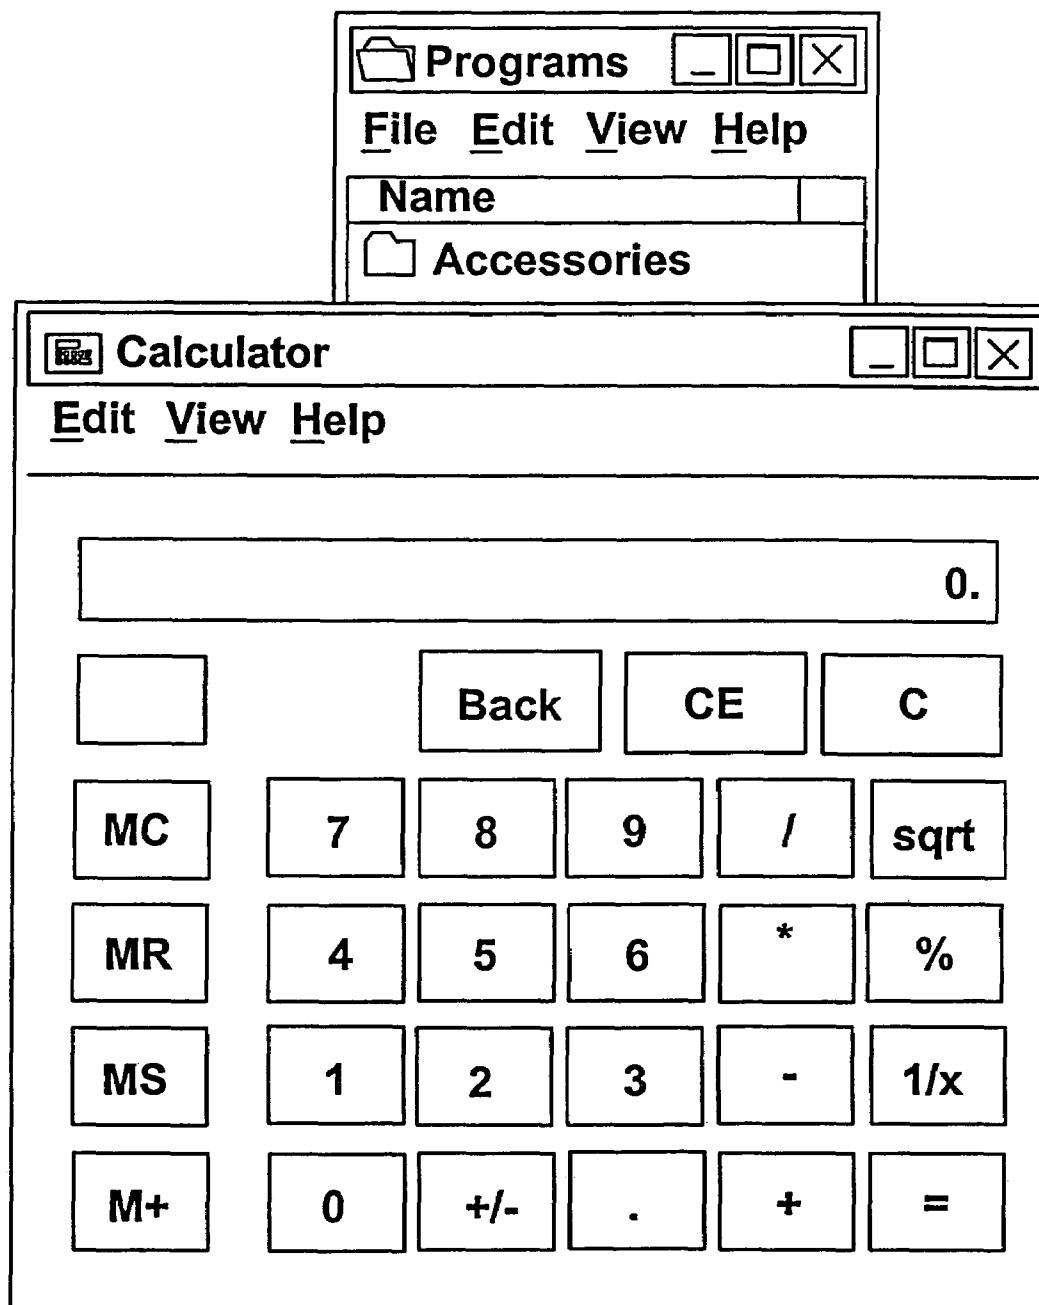 Programs
File Edit View Help
Name
Accessories
Calculator
Edit View Help
0.
Back CE C
MC 7 8 9 / sqrt
MR 4 5 6 * %
MS 1 2 3 - 1/x
M+ 0 +/- . + =